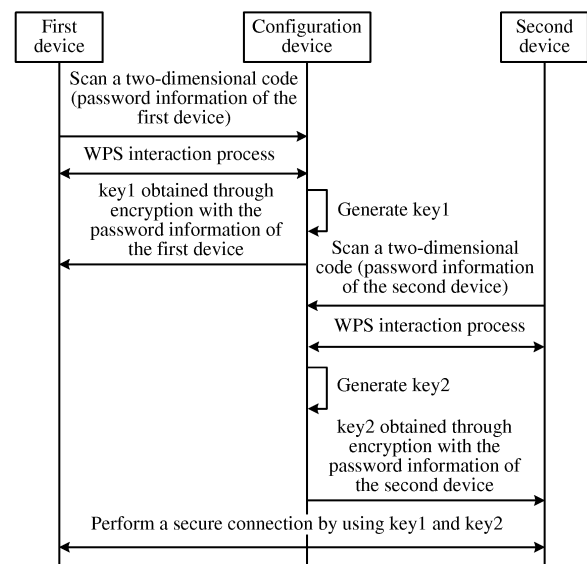 First
device
Configuration
device
Second
device
Scan a two-dimensional code
(password information of the
first device)
WPS interaction process
key1 obtained through
encryption with the
password information of
the first device
Generate key1
Scan a two-dimensional
code (password information
of the second device)
WPS interaction process
Generate key2
key2 obtained through
encryption with the
password information of
the second device
Perform a secure connection by using key1 and key2